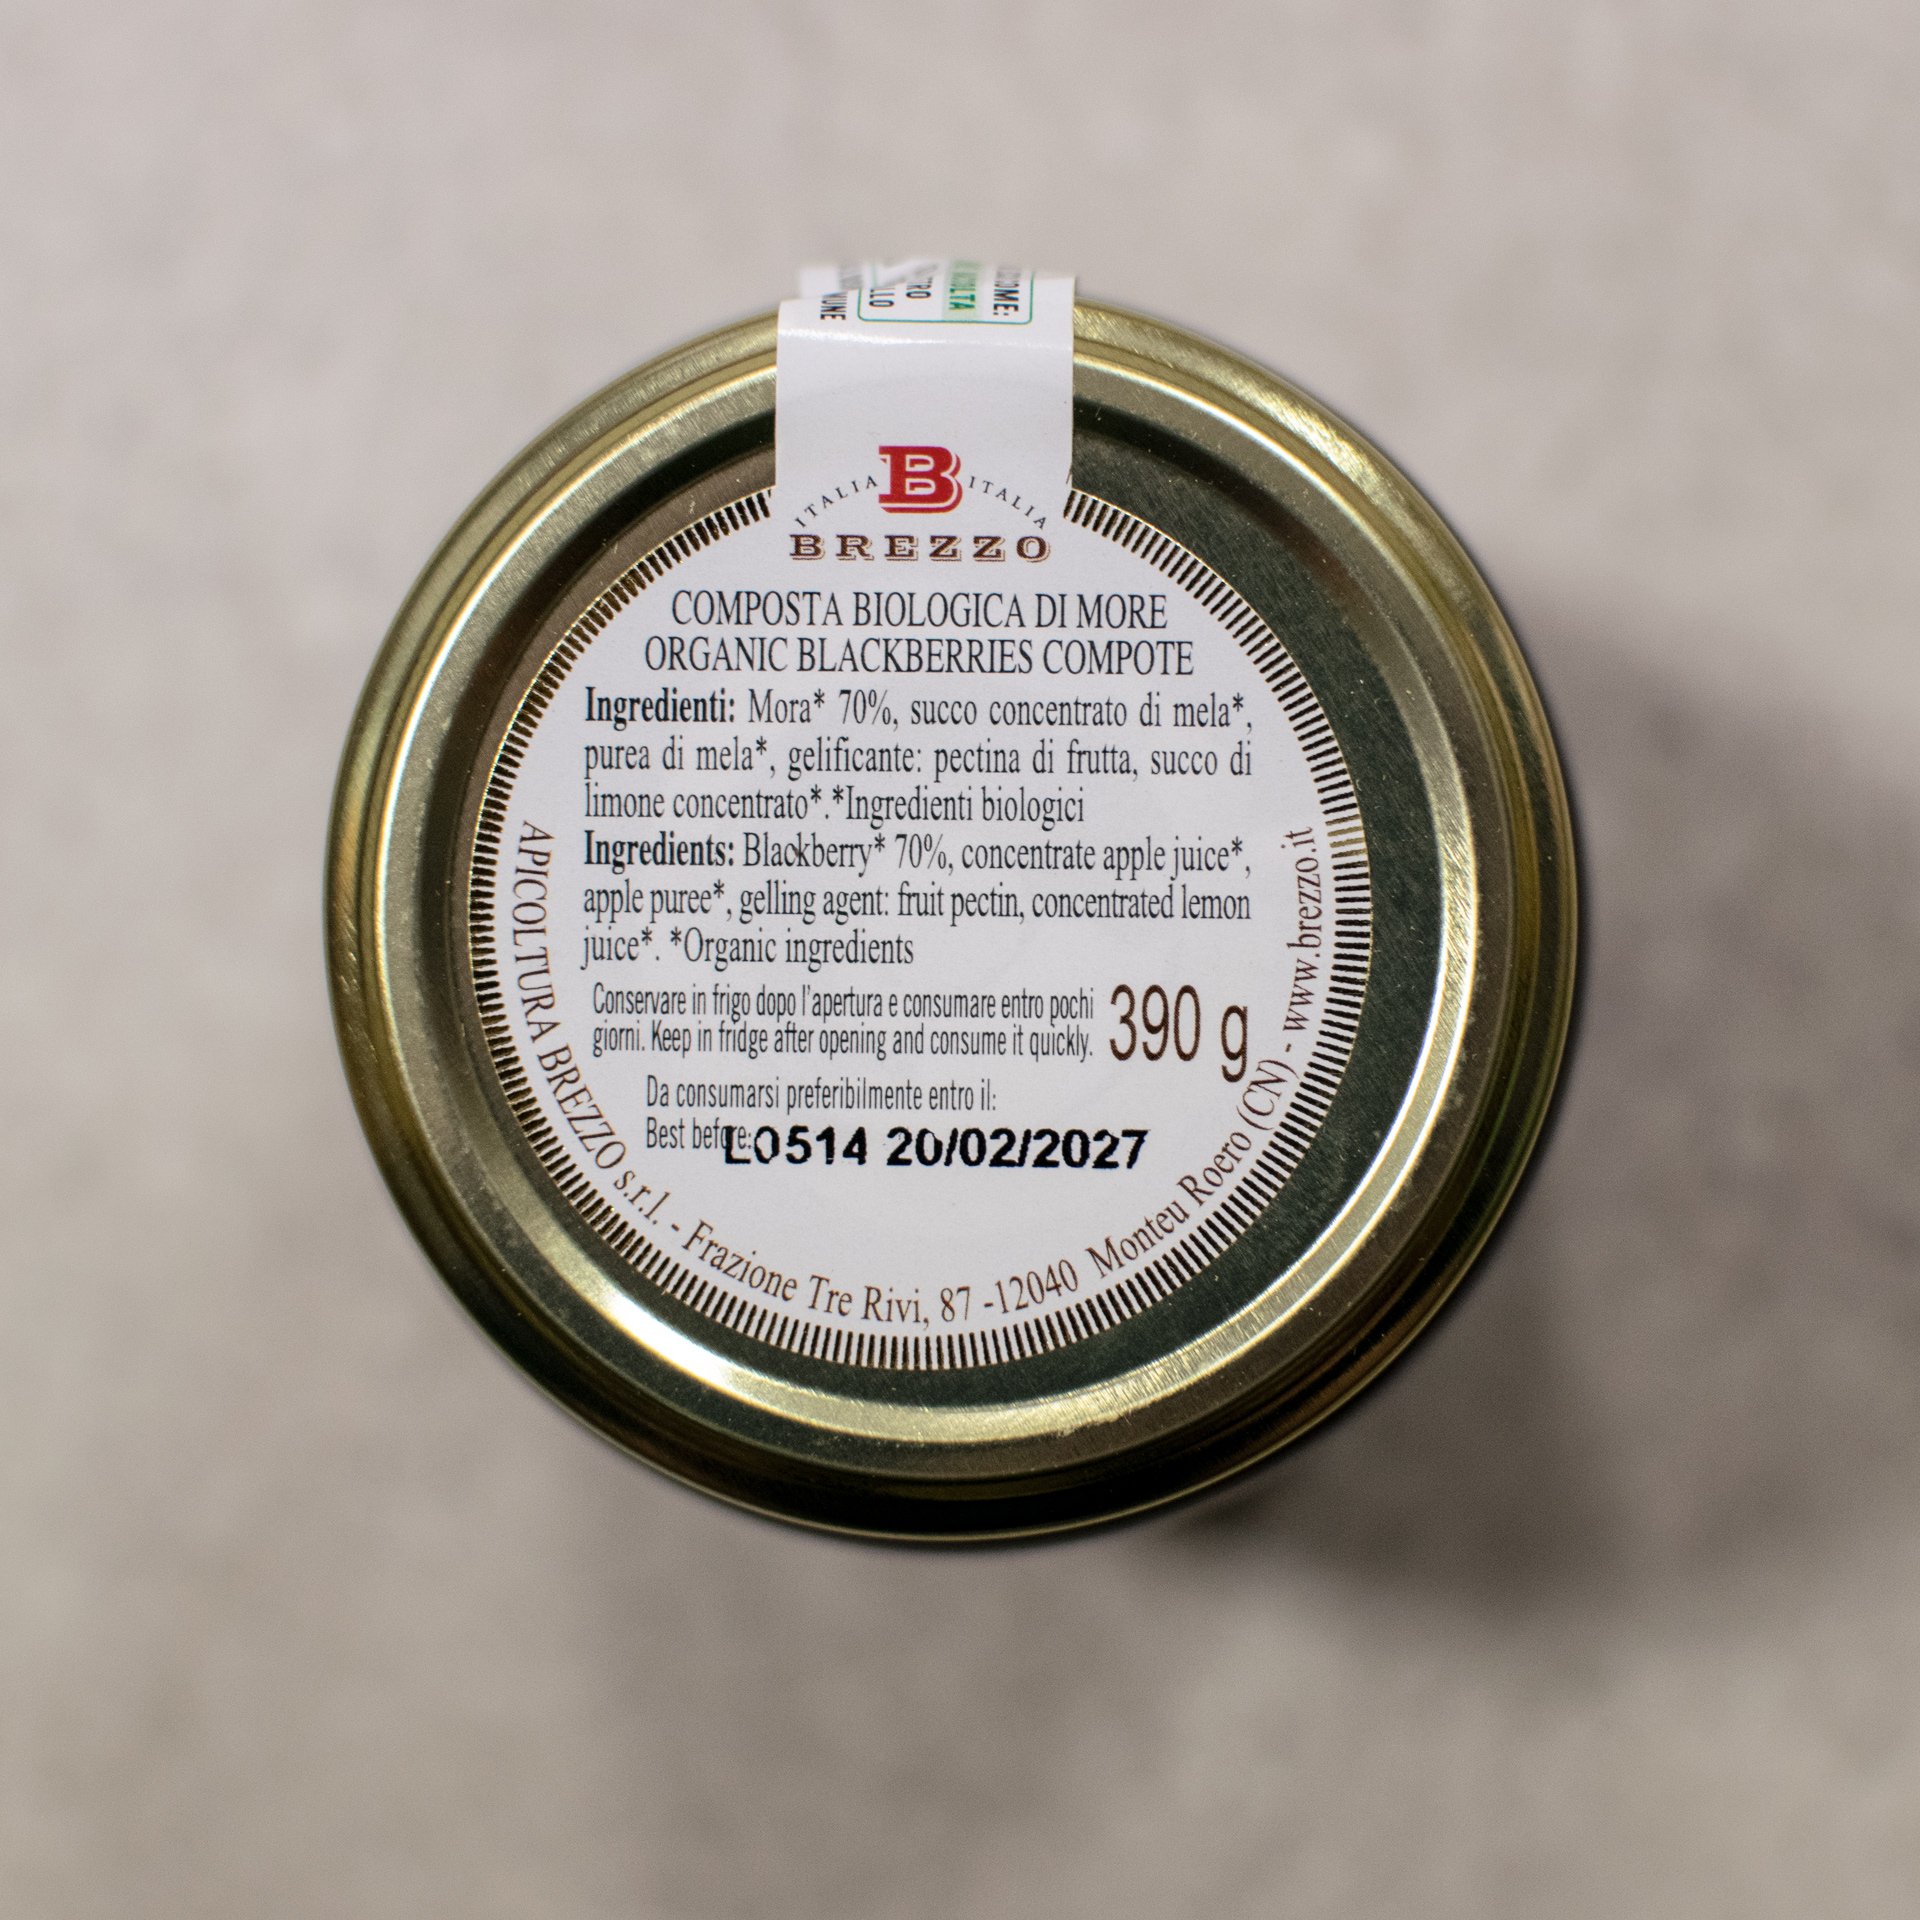 ITALIA B ITALIA
BREZZO
COMPOSTA BIOLOGICA DI MORE
ORGANIC BLACKBERRIES COMPOTE
Ingredienti: Mora* 70%, succo concentrato di mela*,
purea di mela*, gelificante: pectina di frutta, succo di
limone concentrato*.*Ingredienti biologici
Ingredients: Blackberry* 70%, concentrate apple juice*,
apple puree*, gelling agent: fruit pectin, concentrated lemon
juice*. *Organic ingredients
Conservare in frigo dopo l'apertura e consumare entro pochi
giorni. Keep in fridge after opening and consume it quickly.
390 g
Da consumarsi preferibilmente entro il:
Best before: L0514 20/02/2027
APICOLTURA BREZZO s.r.l. - Frazione Tre Rivi, 87 -12040 Monteu Roero (CN) - www.brezzo.it